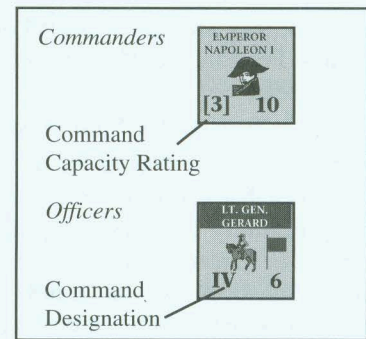 Commanders
EMPEROR
NAPOLEON I
[3] 10
Command
Capacity Rating
Officers
LT. GEN.
GERARD
IV 6
Command
Designation